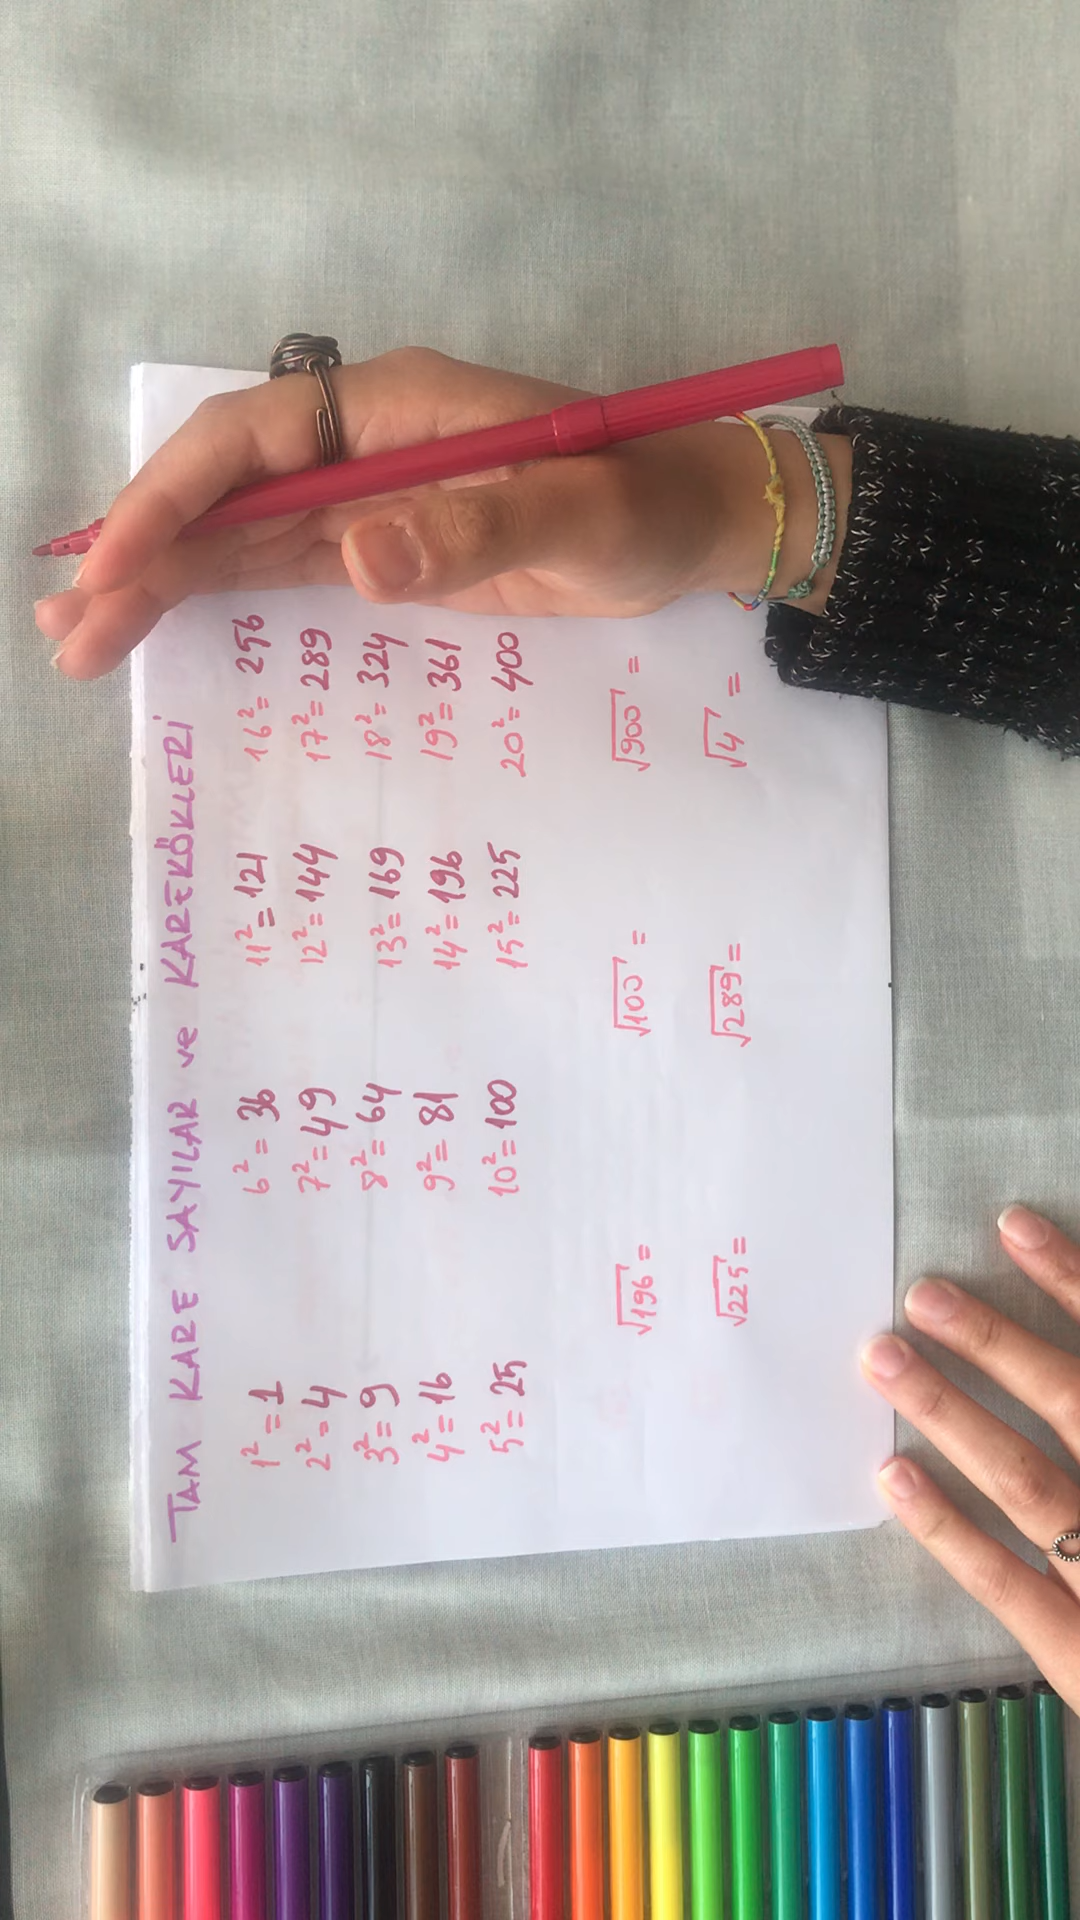 TAM KARE SAYILAR ve KAREKÖKLERİ
1² = 1 6² = 36 11² = 121 16² = 256
2² = 4 7² = 49 12² = 144 17² = 289
3² = 9 8² = 64 13² = 169 18² = 324
4² = 16 9² = 81 14² = 196 19² = 361
5² = 25 10² = 100 15² = 225 20² = 400
√196 = √100 = √900 =
√225 = √289 = √4 =